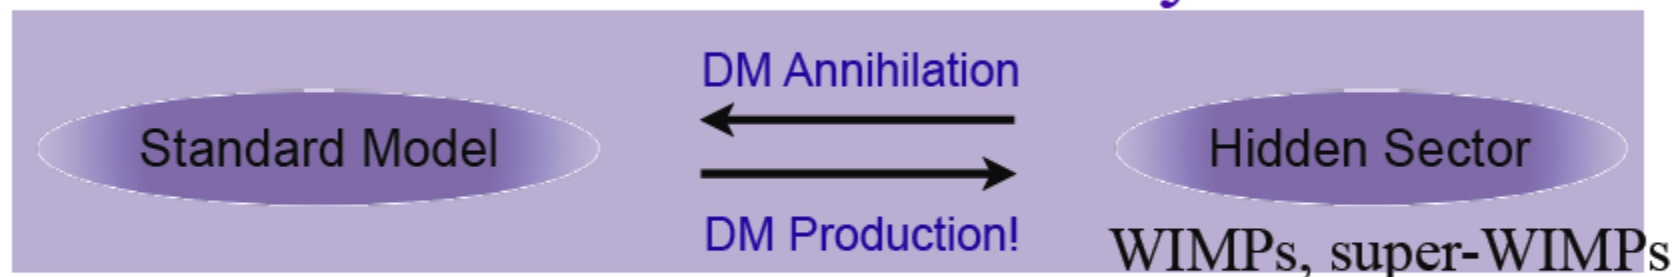 DM Annihilation
Standard Model
Hidden Sector
DM Production!
WIMPs, super-WIMPs